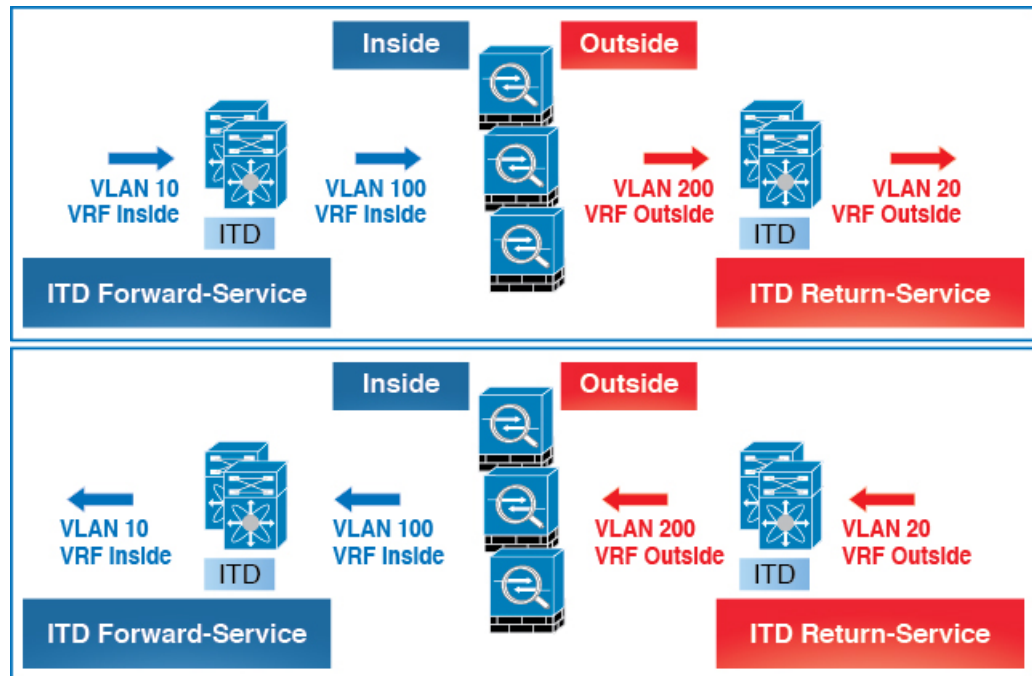 Inside
Outside
VLAN 10
VRF Inside
VLAN 100
VRF Inside
VLAN 200
VRF Outside
VLAN 20
VRF Outside
ITD
ITD
ITD Forward-Service
ITD Return-Service
Inside
Outside
VLAN 10
VRF Inside
VLAN 100
VRF Inside
VLAN 200
VRF Outside
VLAN 20
VRF Outside
ITD
ITD
ITD Forward-Service
ITD Return-Service